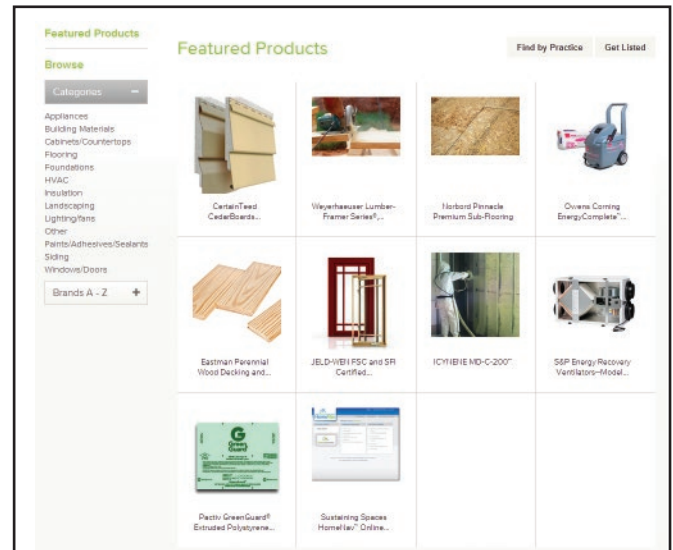 Featured Products
Browse
Categories –
Appliances
Building Materials
Cabinets/Countertops
Flooring
Foundations
HVAC
Insulation
Landscaping
Lighting/fans
Other
Paints/Adhesives/Sealants
Siding
Windows/Doors
Brands A - Z +
Featured Products
Find by Practice
Get Listed
CertainTeed
CedarBoards...
Weyerhaeuser Lumber-
Framer Series®,...
Norbord Pinnacle
Premium Sub-Flooring
Owens Corning
EnergyComplete™...
Eastman Perennial
Wood Decking and...
JELD-WEN FSC and SFI
Certified...
ICYNENE MD-C-200™
S&P Energy Recovery
Ventilators–Model...
Green
Guard
Pactiv GreenGuard®
Extruded Polystyrene...
Sustaining Spaces
HomeNav™ Online...